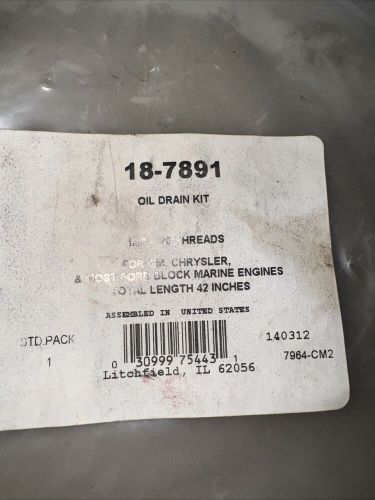 18-7891
OIL DRAIN KIT
THREADS
FOR GM, CHRYSLER,
& MOST FORD BLOCK MARINE ENGINES
TOTAL LENGTH 42 INCHES
ASSEMBLED IN UNITED STATES
STD.PACK 140312
1 0 30999 75443 1 7964-CM2
Litchfield, IL 62056